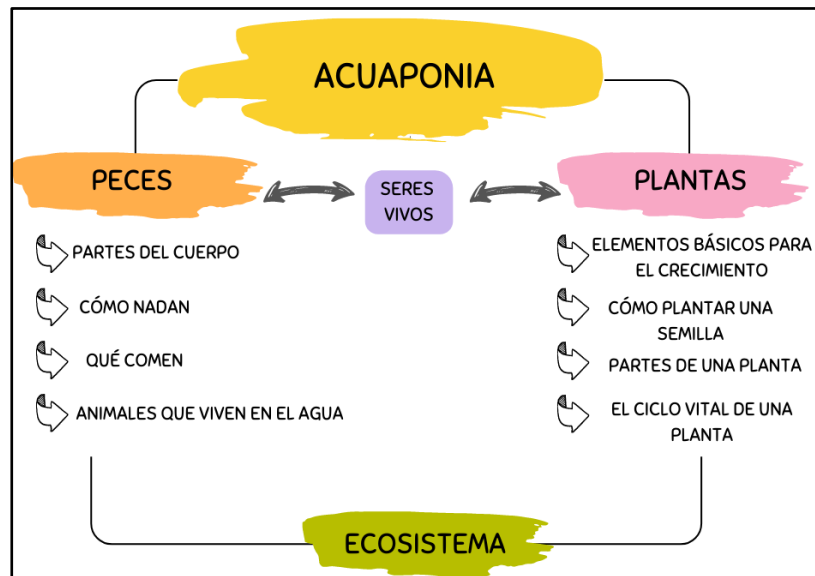 ACUAPONIA
PECES
SERES
VIVOS
PLANTAS
PARTES DEL CUERPO
CÓMO NADAN
QUÉ COMEN
ANIMALES QUE VIVEN EN EL AGUA
ELEMENTOS BÁSICOS PARA
EL CRECIMIENTO
CÓMO PLANTAR UNA
SEMILLA
PARTES DE UNA PLANTA
EL CICLO VITAL DE UNA
PLANTA
ECOSISTEMA